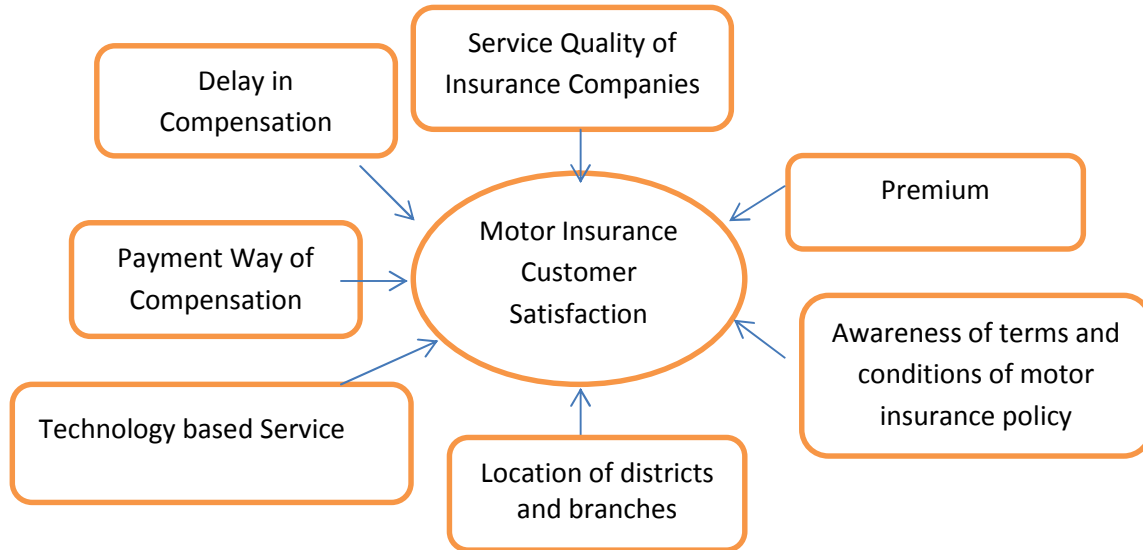 Service Quality of
Insurance Companies
Delay in
Compensation
Premium
Motor Insurance
Customer
Satisfaction
Payment Way of
Compensation
Awareness of terms and
conditions of motor
insurance policy
Technology based Service
Location of districts
and branches